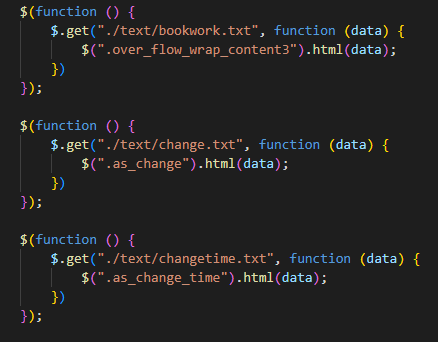 $(function () {
    $.get("./text/bookwork.txt", function (data) {
        $(".over_flow_wrap_content3").html(data);
    })
});

$(function () {
    $.get("./text/change.txt", function (data) {
        $(".as_change").html(data);
    })
});

$(function () {
    $.get("./text/changetime.txt", function (data) {
        $(".as_change_time").html(data);
    })
});